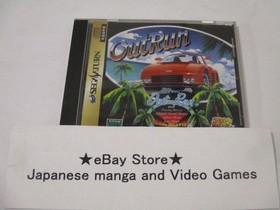 SEGA SATURN
OutRun
★eBay Store★
Japanese manga and Video Games